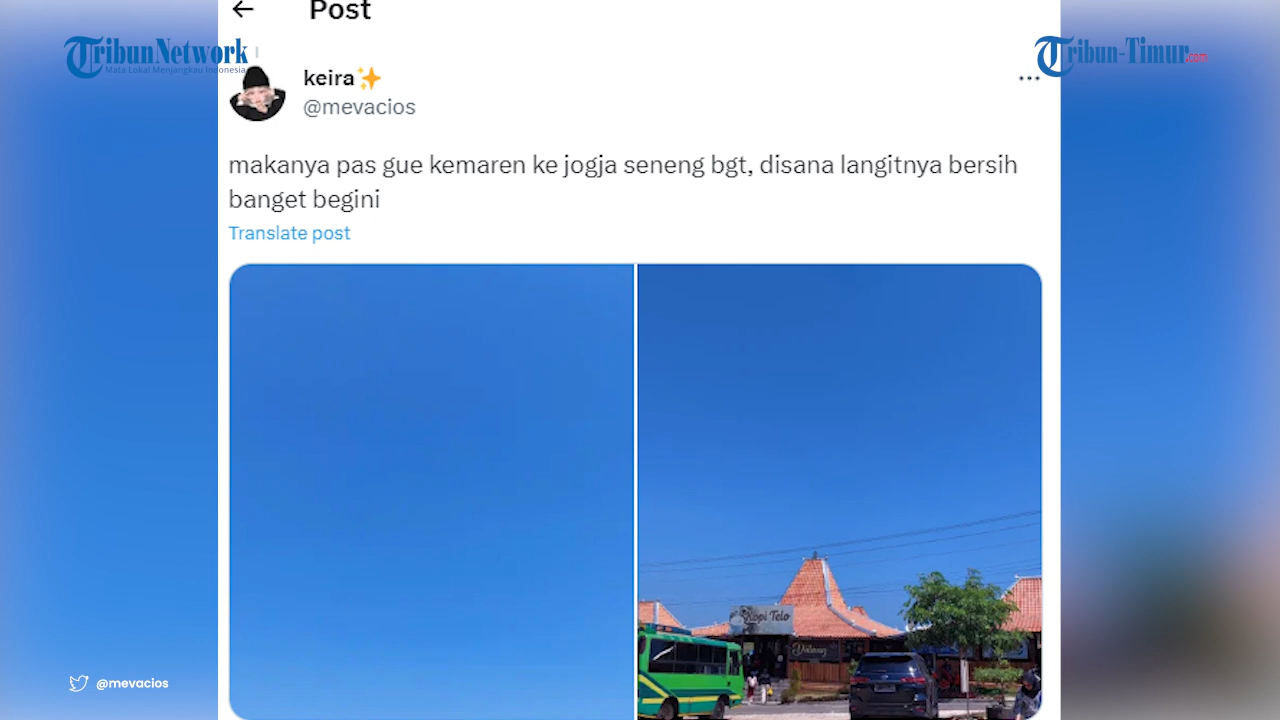 Post
TribunNetwork
Mata Lokal Menjangkau Indonesia
Tribun-Timur.com
keira✨
@mevacios
makanya pas gue kemaren ke jogja seneng bgt, disana langitnya bersih
banget begini
Translate post
Kopi Telo
@mevacios